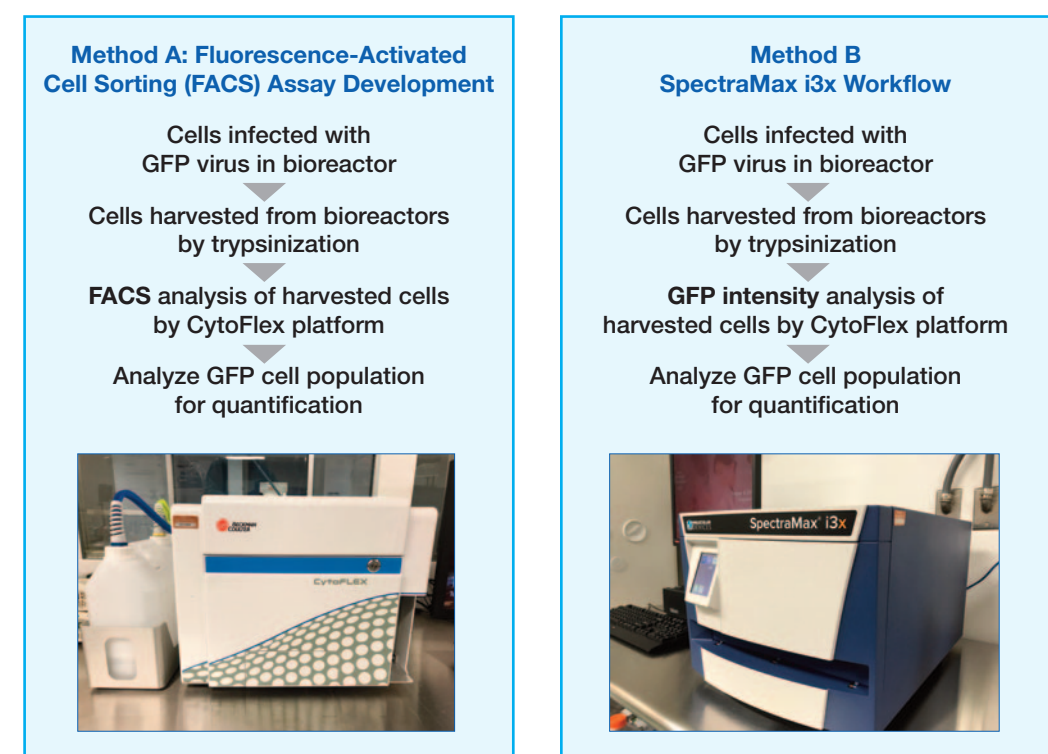 Method A: Fluorescence-Activated
Cell Sorting (FACS) Assay Development
Cells infected with
GFP virus in bioreactor
Cells harvested from bioreactors
by trypsinization
FACS analysis of harvested cells
by CytoFlex platform
Analyze GFP cell population
for quantification
BECKMAN
COULTER
CytoFLEX
Method B
SpectraMax i3x Workflow
Cells infected with
GFP virus in bioreactor
Cells harvested from bioreactors
by trypsinization
GFP intensity analysis of
harvested cells by CytoFlex platform
Analyze GFP cell population
for quantification
SpectraMax® i3x